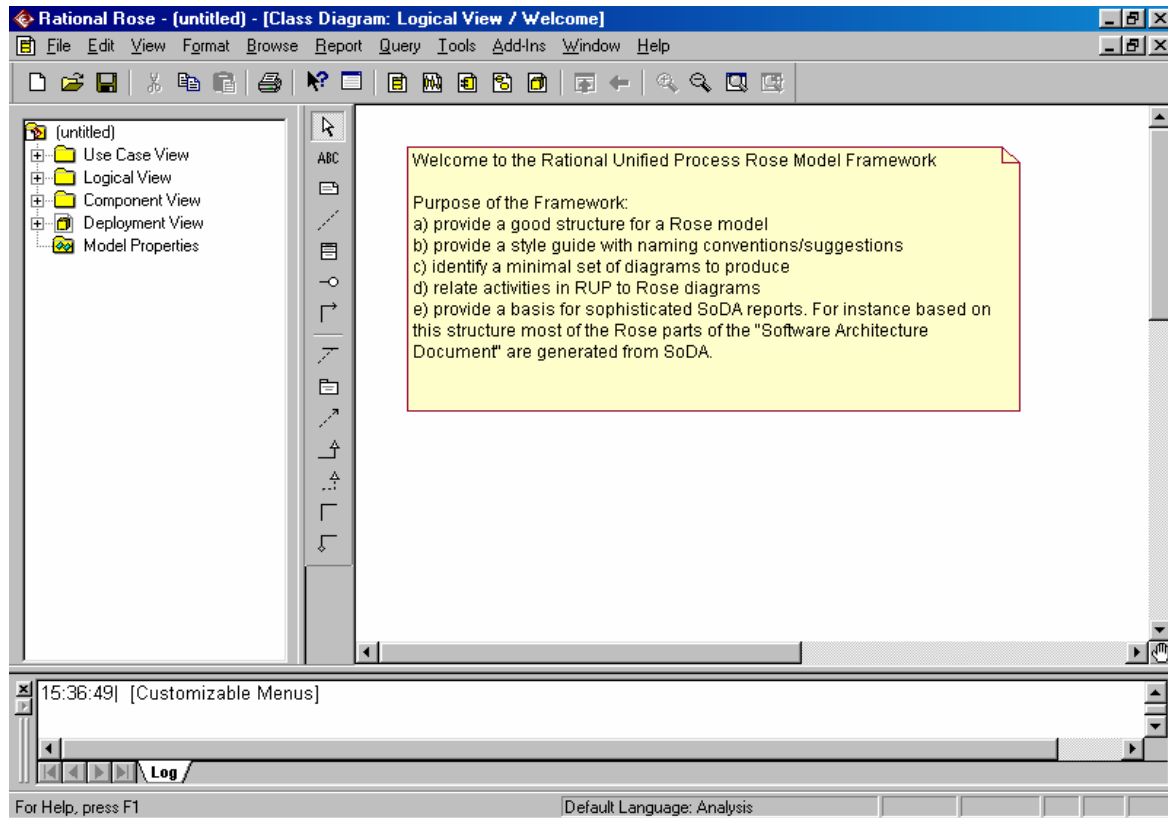 Rational Rose - (untitled) - [Class Diagram: Logical View / Welcome]
File Edit View Format Browse Report Query Tools Add-Ins Window Help
(untitled)
Use Case View
Logical View
Component View
Deployment View
Model Properties
ABC
Welcome to the Rational Unified Process Rose Model Framework
Purpose of the Framework:
a) provide a good structure for a Rose model
b) provide a style guide with naming conventions/suggestions
c) identify a minimal set of diagrams to produce
d) relate activities in RUP to Rose diagrams
e) provide a basis for sophisticated SoDA reports. For instance based on
this structure most of the Rose parts of the "Software Architecture
Document" are generated from SoDA.
15:36:49| [Customizable Menus]
Log
For Help, press F1
Default Language: Analysis